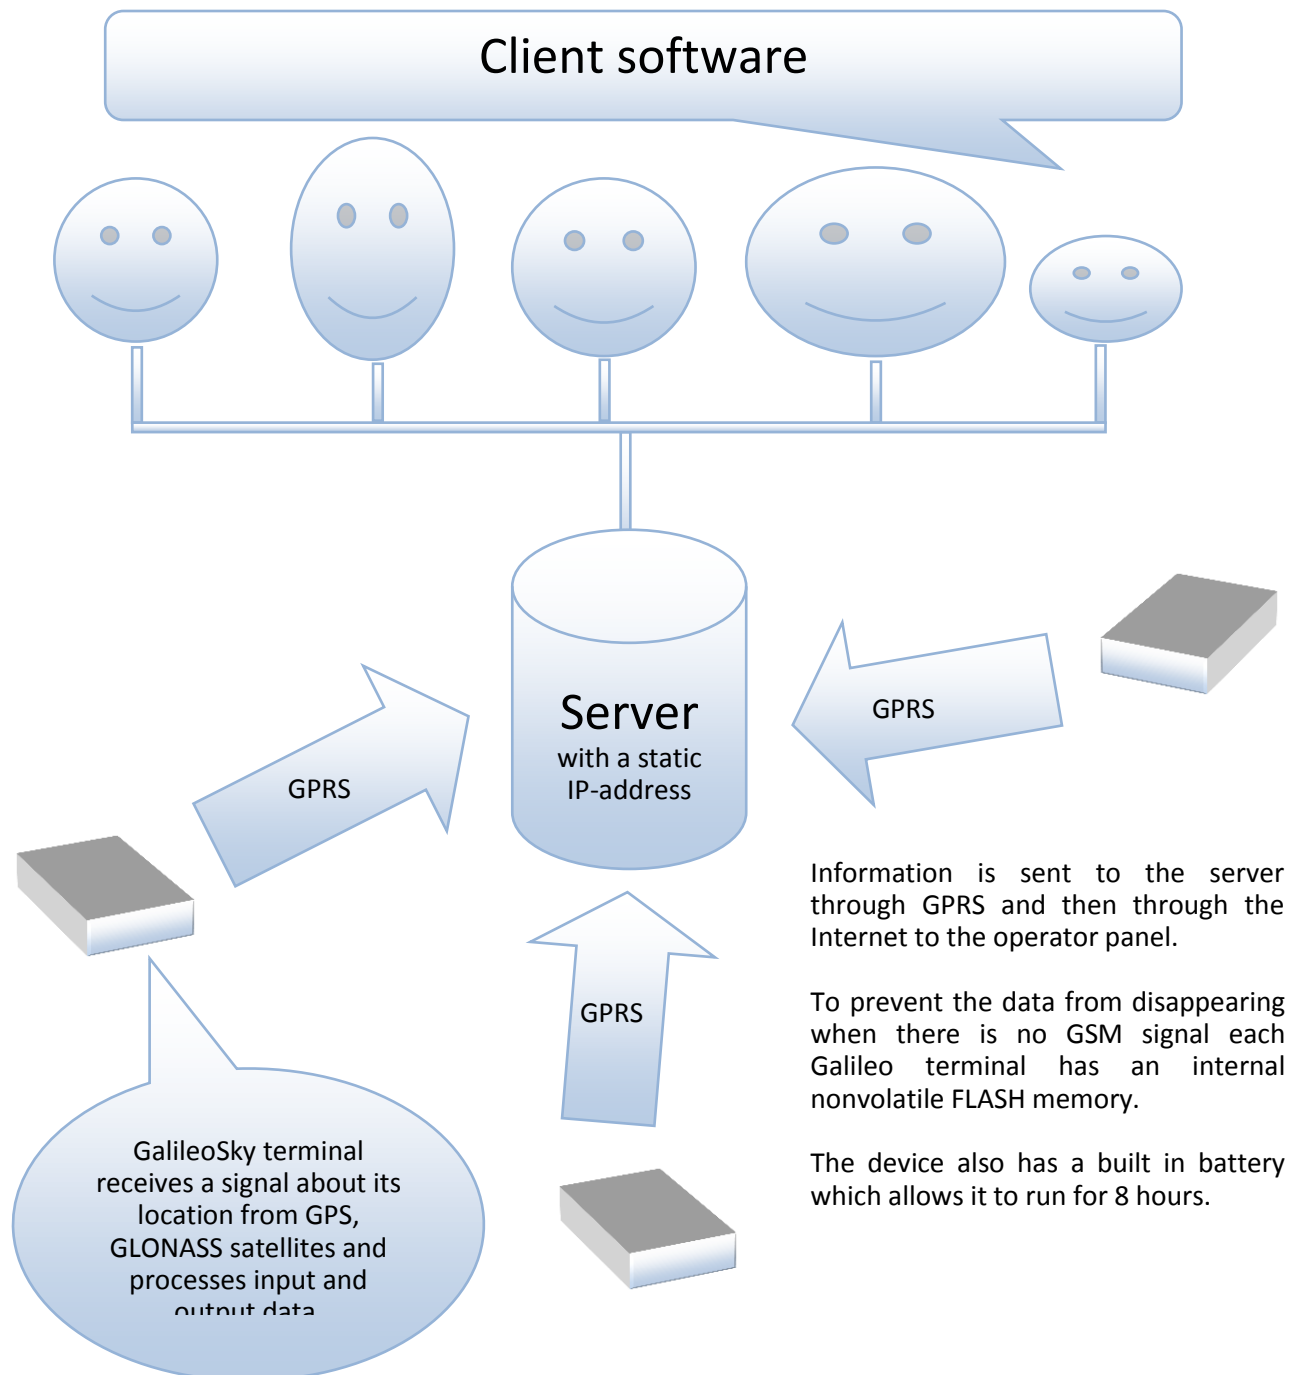 Client software
Server
with a static
IP-address
GPRS
GPRS
GPRS
Information is sent to the server
through GPRS and then through the
Internet to the operator panel.
To prevent the data from disappearing
when there is no GSM signal each
Galileo terminal has an internal
nonvolatile FLASH memory.
The device also has a built in battery
which allows it to run for 8 hours.
GalileoSky terminal
receives a signal about its
location from GPS,
GLONASS satellites and
processes input and
output data